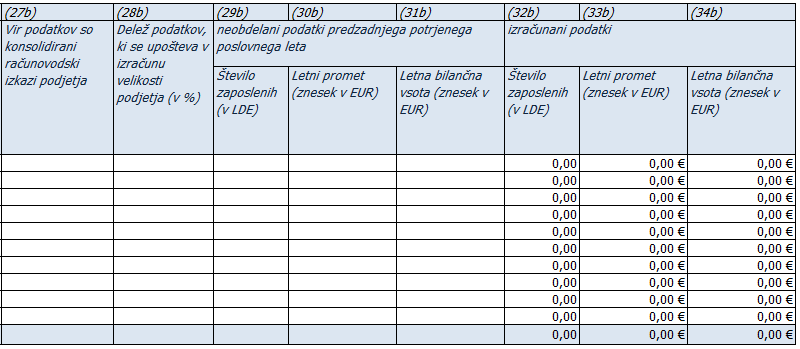 (27b) (28b) (29b) (30b) (31b) (32b) (33b) (34b)
Vir podatkov so
konsolidirani
računovodski
izkazi podjetja
Delež podatkov,
ki se upošteva v
izračunu
velikosti
podjetja (v %)
neobdelani podatki predzadnjega potrjenega
poslovnega leta
izračunani podatki
Število
zaposlenih
(v LDE)
Letni promet
(znesek v EUR)
Letna bilančna
vsota (znesek v
EUR)
Število
zaposlenih
(v LDE)
Letni promet
(znesek v EUR)
Letna bilančna
vsota (znesek v
EUR)
0,00 0,00 € 0,00 €
0,00 0,00 € 0,00 €
0,00 0,00 € 0,00 €
0,00 0,00 € 0,00 €
0,00 0,00 € 0,00 €
0,00 0,00 € 0,00 €
0,00 0,00 € 0,00 €
0,00 0,00 € 0,00 €
0,00 0,00 € 0,00 €
0,00 0,00 € 0,00 €
0,00 0,00 € 0,00 €